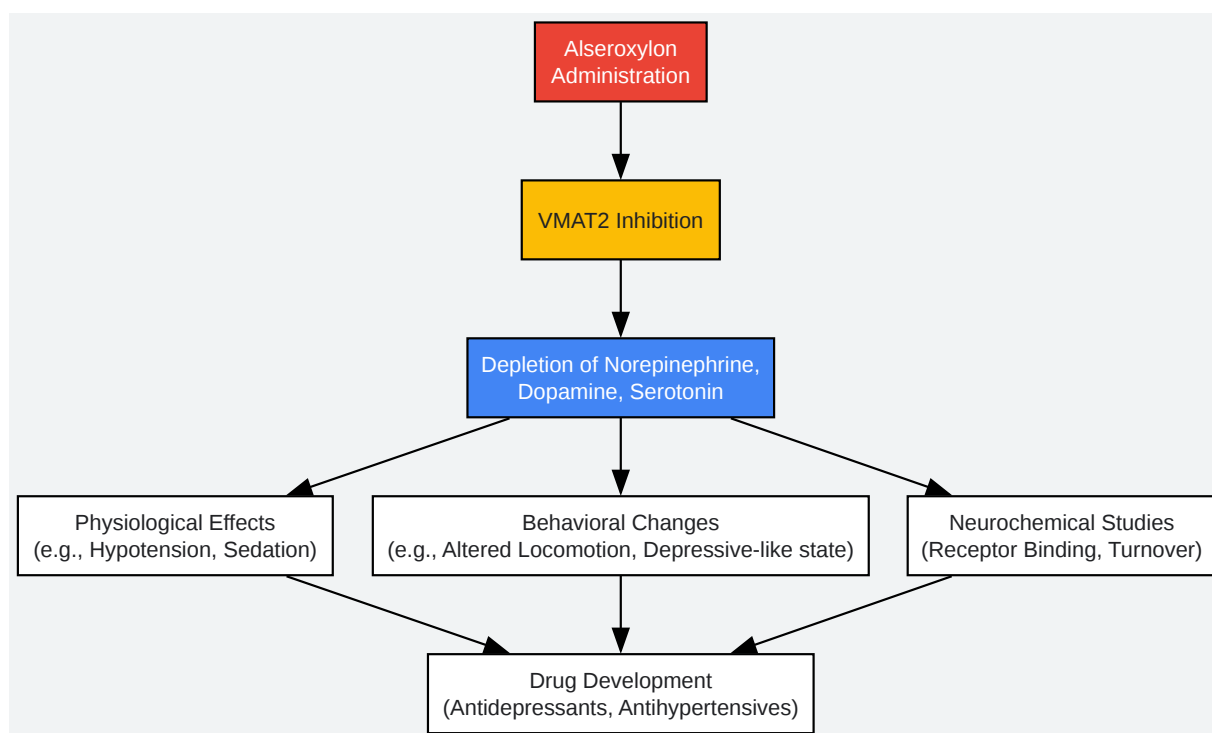 Alseroxylon
Administration
VMAT2 Inhibition
Depletion of Norepinephrine,
Dopamine, Serotonin
Physiological Effects
(e.g., Hypotension, Sedation)
Behavioral Changes
(e.g., Altered Locomotion, Depressive-like state)
Neurochemical Studies
(Receptor Binding, Turnover)
Drug Development
(Antidepressants, Antihypertensives)